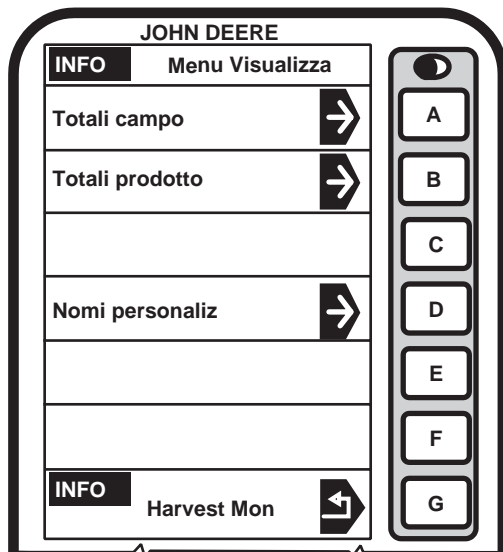 JOHN DEERE
INFO Menu Visualizza
Totali campo
A
Totali prodotto
B
C
Nomi personaliz
D
E
F
INFO
Harvest Mon
G